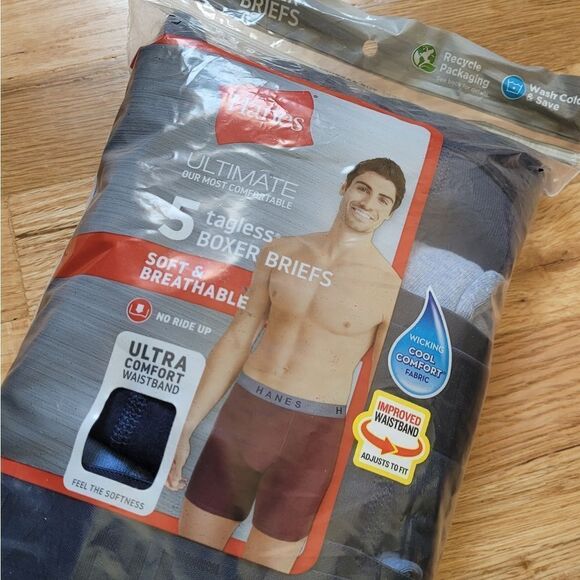 BRIEFS
Recycle
Packaging
Wash Cold
& Save
Hanes
ULTIMATE
OUR MOST COMFORTABLE
5 tagless®
BOXER BRIEFS
SOFT &
BREATHABLE
NO RIDE UP
ULTRA
COMFORT
WAISTBAND
FEEL THE SOFTNESS
HANES H
WICKING
COOL
COMFORT
FABRIC
IMPROVED
WAISTBAND
ADJUSTS TO FIT